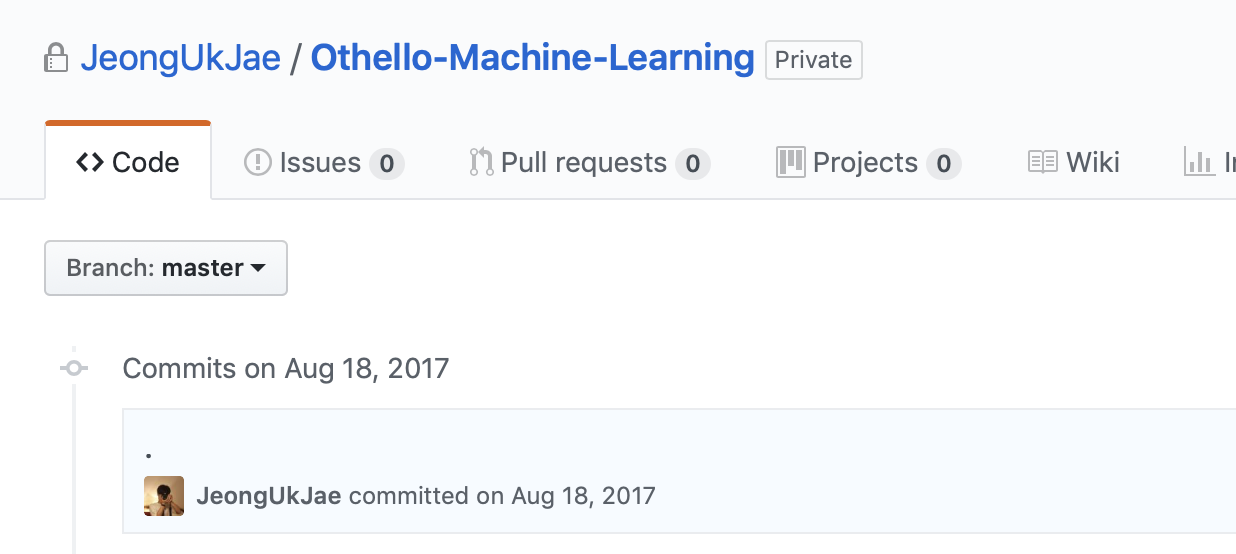 JeongUkJae / Othello-Machine-Learning Private
Code Issues 0 Pull requests 0 Projects 0 Wiki
Branch: master
Commits on Aug 18, 2017
.
JeongUkJae committed on Aug 18, 2017